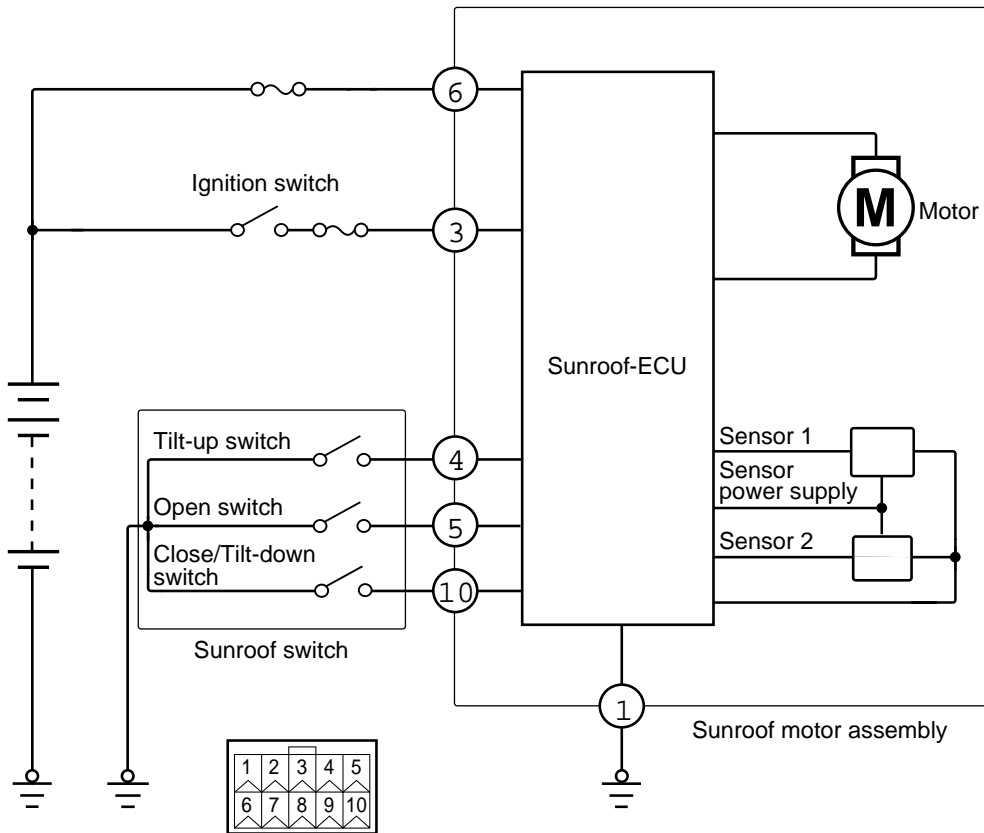 6
Ignition switch
3
M
Motor
Sunroof-ECU
Tilt-up switch
4
Open switch
5
Close/Tilt-down
switch
10
Sunroof switch
Sensor 1
Sensor
power supply
Sensor 2
1
Sunroof motor assembly
1 2 3 4 5
6 7 8 9 10